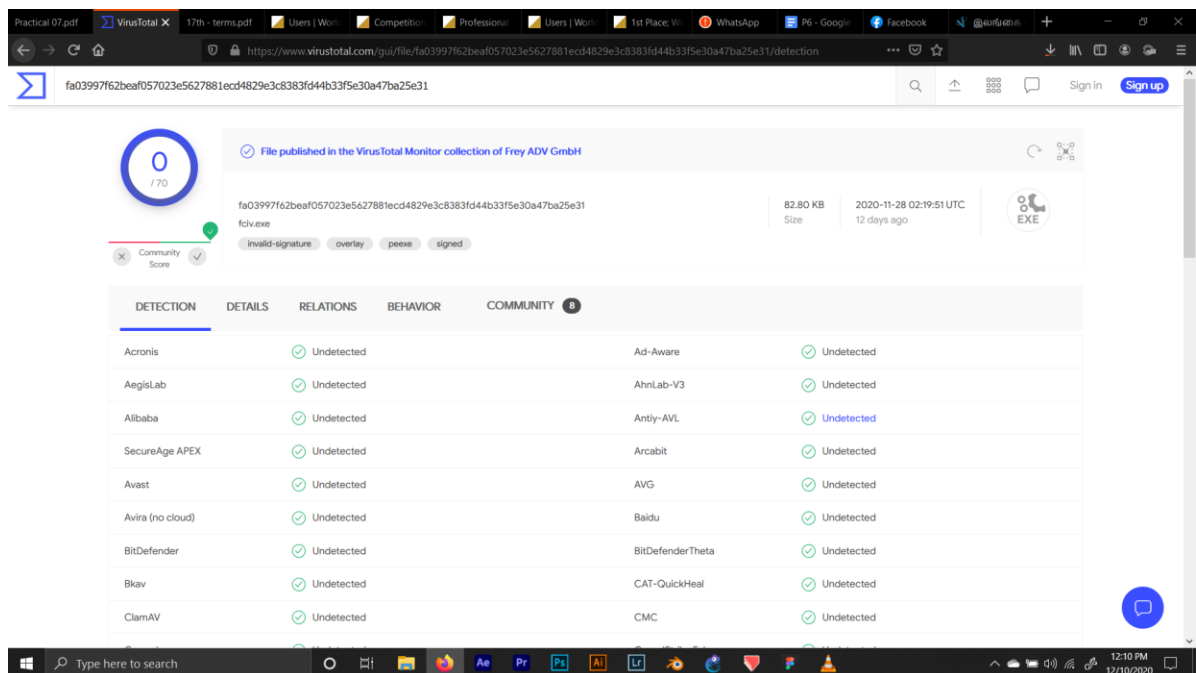 Practical 07.pdf VirusTotal 17th - terms.pdf Users | Worl Competition Professional Users | Worl 1st Place; W WhatsApp P6 - Google Facebook இலங்கை
https://www.virustotal.com/gui/file/fa03997f62beaf057023e5627881ecd4829e3c8383fd44b33f5e30a47ba25e31/detection
fa03997f62beaf057023e5627881ecd4829e3c8383fd44b33f5e30a47ba25e31 Sign in Sign up
0
/ 70
Community
Score
File published in the VirusTotal Monitor collection of Frey ADV GmbH
fa03997f62beaf057023e5627881ecd4829e3c8383fd44b33f5e30a47ba25e31
fciv.exe
invalid-signature overlay peexe signed
82.80 KB
Size
2020-11-28 02:19:51 UTC
12 days ago
EXE
DETECTION DETAILS RELATIONS BEHAVIOR COMMUNITY 8
Acronis Undetected Ad-Aware Undetected
AegisLab Undetected AhnLab-V3 Undetected
Alibaba Undetected Antiy-AVL Undetected
SecureAge APEX Undetected Arcabit Undetected
Avast Undetected AVG Undetected
Avira (no cloud) Undetected Baidu Undetected
BitDefender Undetected BitDefenderTheta Undetected
Bkav Undetected CAT-QuickHeal Undetected
ClamAV Undetected CMC Undetected
Type here to search Ae Pr Ps Ai Lr 12:10 PM
12/10/2020